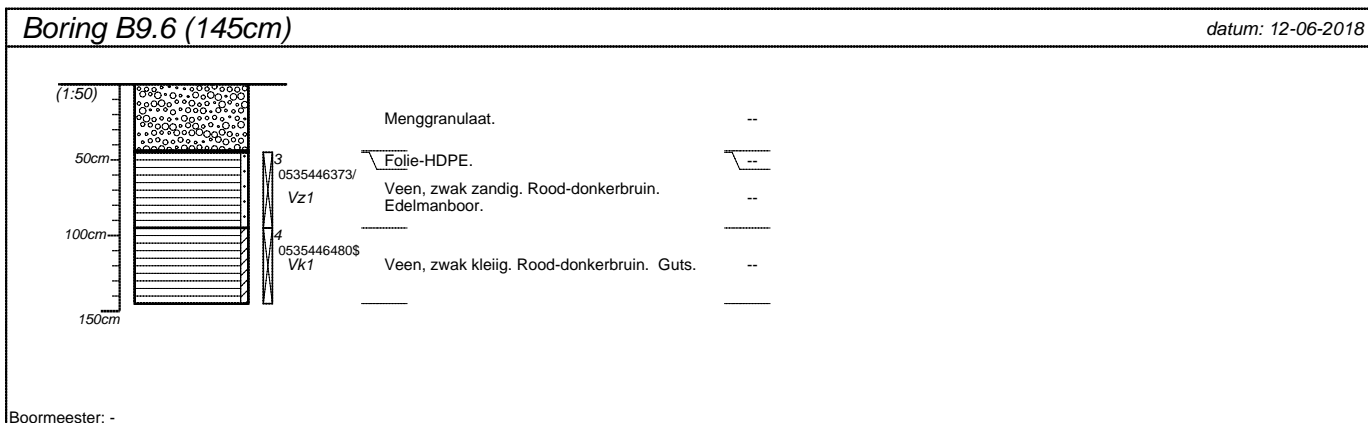 Boring B9.6 (145cm)
datum: 12-06-2018
(1:50)
Menggranulaat.
--
50cm
3
Folie-HDPE.
--
0535446373/
Vz1
Veen, zwak zandig. Rood-donkerbruin.
Edelmanboor.
--
100cm
4
0535446480$
Vk1
Veen, zwak kleiig. Rood-donkerbruin. Guts.
--
150cm
Boormeester: -